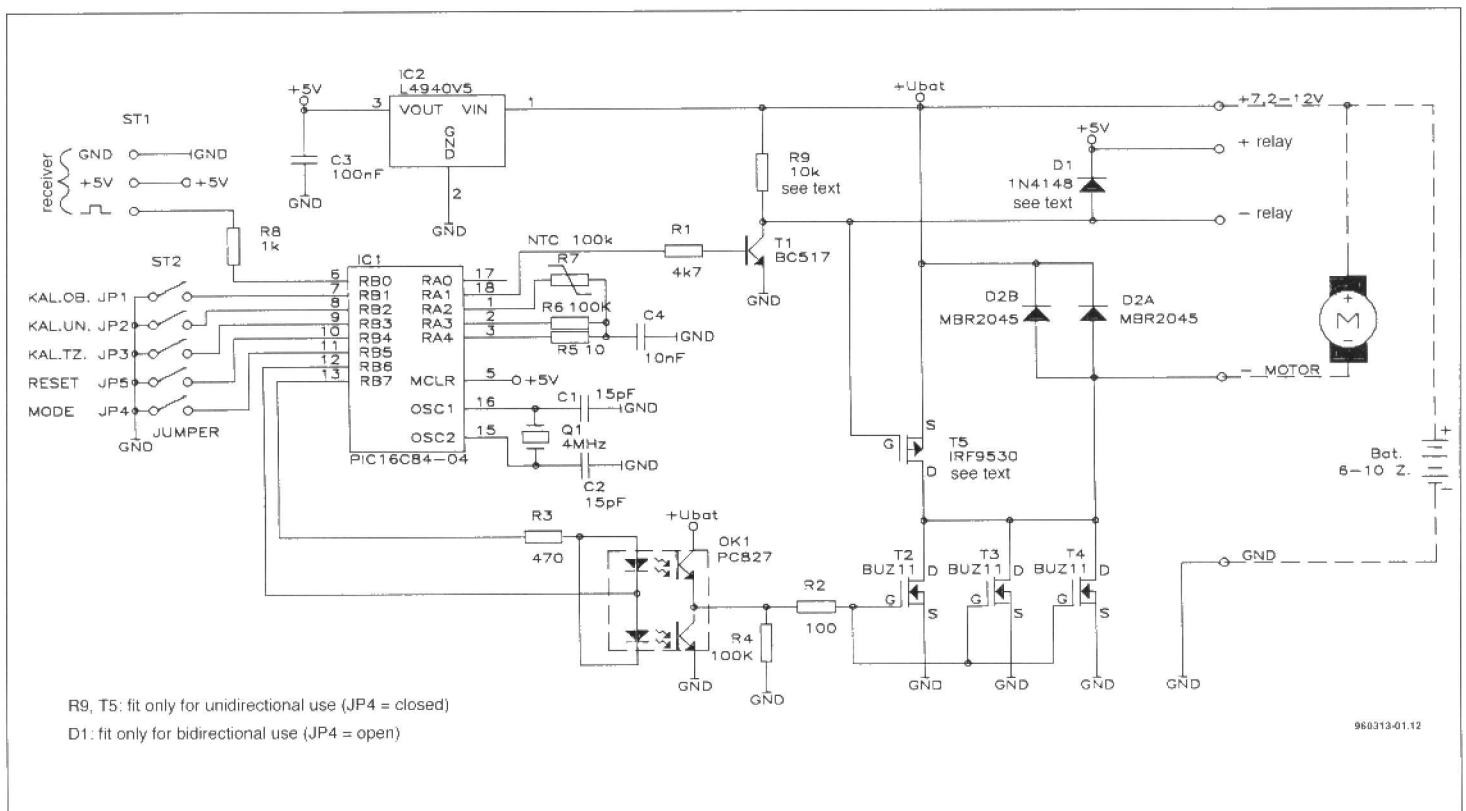 IC2
L4940V5
+5V
3
VOUT VIN
1
GND
2
GND
C3
100nF
GND
ST1
receiver
GND
GND
+5V
+5V
R8
1k
ST2
KAL.OB. JP1
KAL.UN. JP2
KAL.TZ. JP3
RESET JP5
MODE JP4
GND
JUMPER
IC1
6
RB0
7
RB1
8
RB2
9
RB3
10
RB4
11
RB5
12
RB6
13
RB7
RA0
17
RA1
18
RA2
1
RA3
2
RA4
3
MCLR
5
+5V
OSC1
16
OSC2
15
PIC16C84-04
NTC 100k
R7
R6 100K
R5 10
C4
10nF
GND
C1
15pF
GND
Q1
4MHz
C2
15pF
GND
R1
4k7
T1
BC517
GND
R9
10k
see text
+Ubat
+7,2-12V
+5V
+ relay
D1
1N4148
see text
– relay
D2B
MBR2045
D2A
MBR2045
+
M
-
- MOTOR
S
G
D
T5
IRF9530
see text
Bat.
6-10 Z.
+
-
R3
470
+Ubat
OK1
PC827
GND
R4
100K
GND
R2
100
T2
BUZ11
D
G
S
GND
T3
BUZ11
D
G
S
GND
T4
BUZ11
D
G
S
GND
GND
GND
R9, T5: fit only for unidirectional use (JP4 = closed)
D1: fit only for bidirectional use (JP4 = open)
960313-01.12